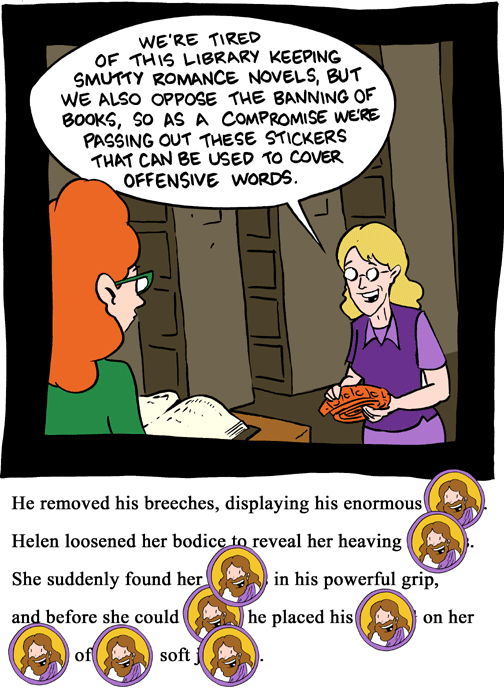 WE'RE TIRED
OF THIS LIBRARY KEEPING
SMUTTY ROMANCE NOVELS, BUT
WE ALSO OPPOSE THE BANNING OF
BOOKS, SO AS A COMPROMISE WE'RE
PASSING OUT THESE STICKERS
THAT CAN BE USED TO COVER
OFFENSIVE WORDS.
He removed his breeches, displaying his enormous .
Helen loosened her bodice to reveal her heaving
She suddenly found her in his powerful grip,
and before she could he placed his on her
of soft .